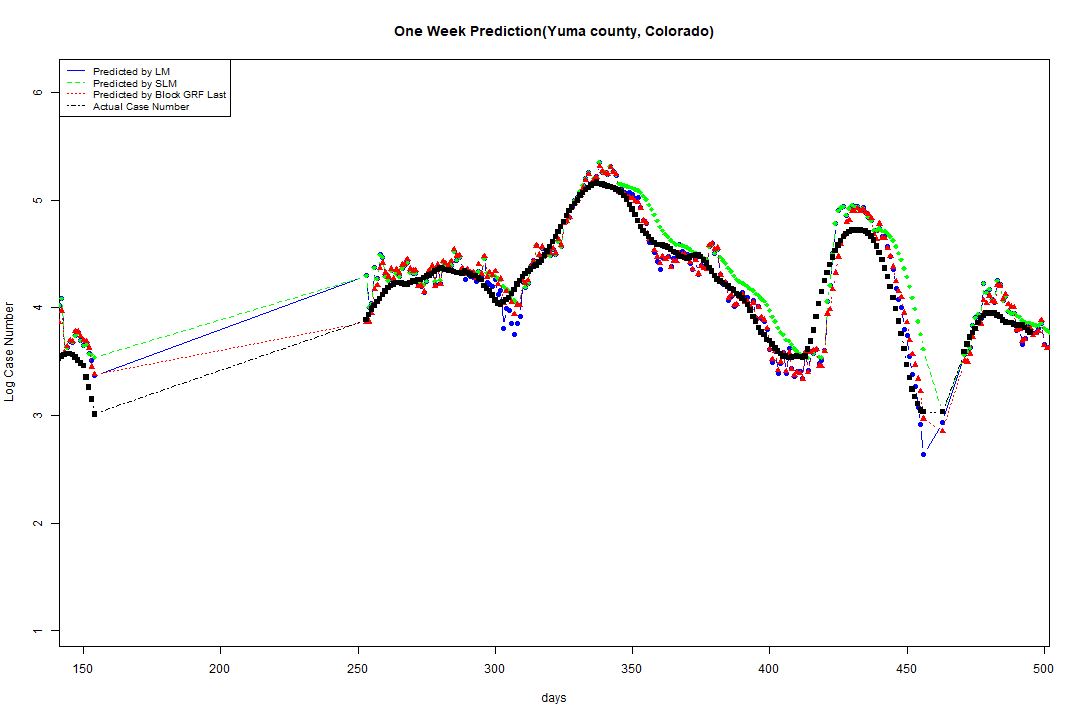 One Week Prediction(Yuma county, Colorado)
Predicted by LM
Predicted by SLM
Predicted by Block GRF Last
Actual Case Number
6
5
4
3
2
1
Log Case Number
150 200 250 300 350 400 450 500
days